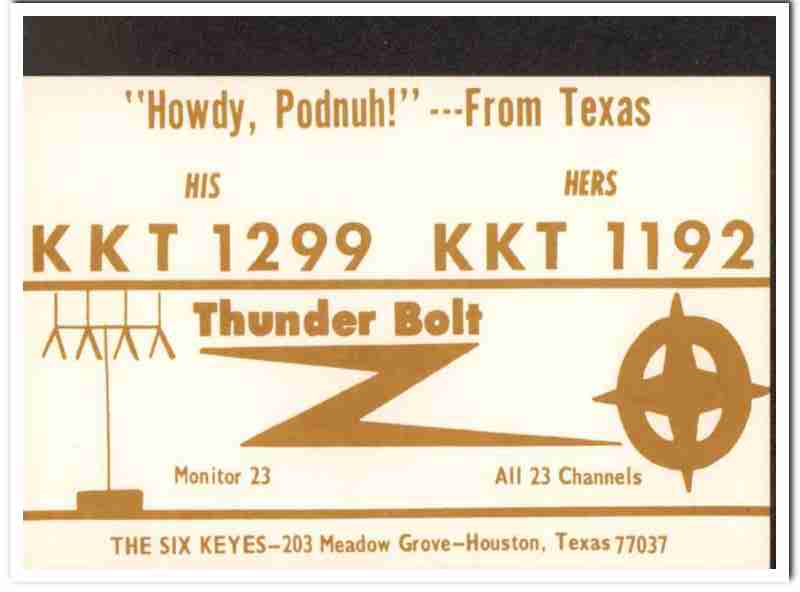 "Howdy, Podnuh!" ---From Texas
HIS HERS
KKT 1299 KKT 1192
Thunder Bolt
Monitor 23 All 23 Channels
THE SIX KEYES-203 Meadow Grove-Houston, Texas 77037